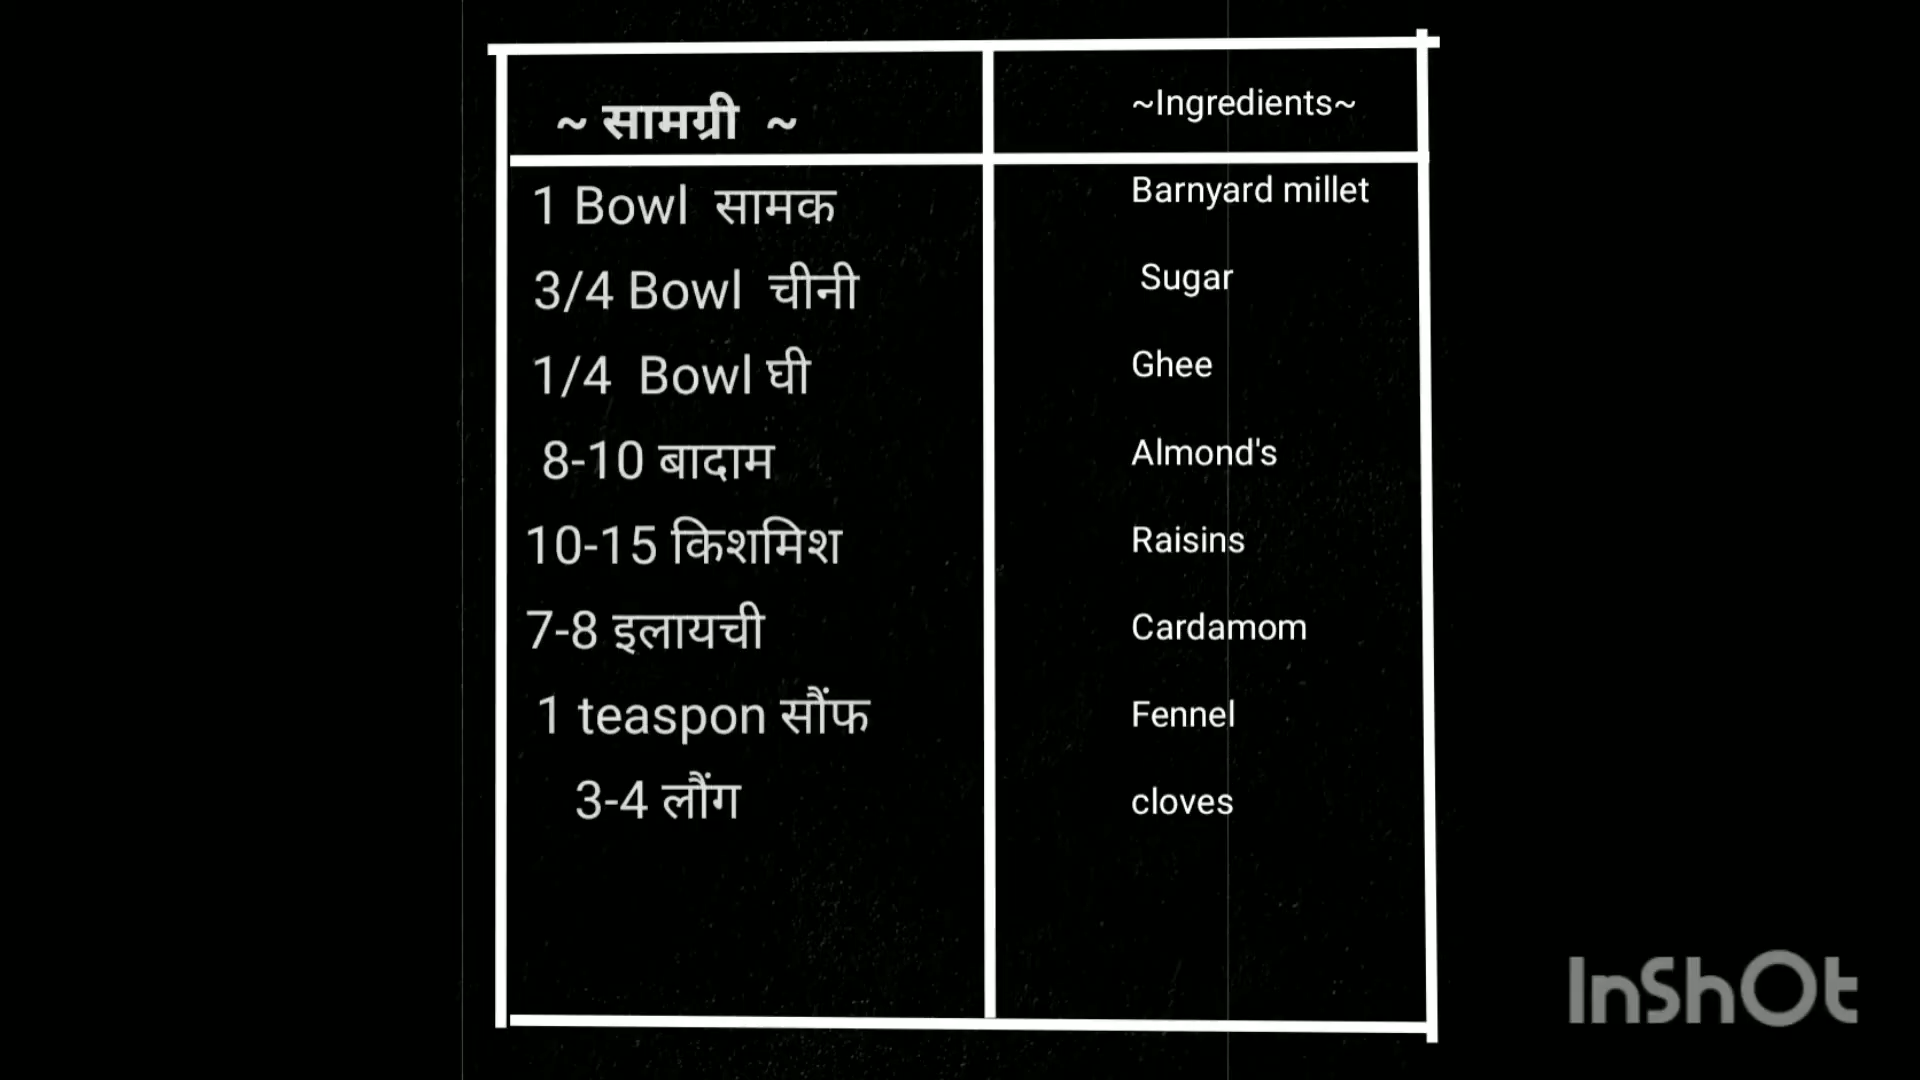 ~ सामग्री ~ ~Ingredients~
1 Bowl सामक Barnyard millet
3/4 Bowl चीनी Sugar
1/4 Bowl घी Ghee
8-10 बादाम Almond's
10-15 किशमिश Raisins
7-8 इलायची Cardamom
1 teaspon सौंफ Fennel
3-4 लौंग cloves
InShOt